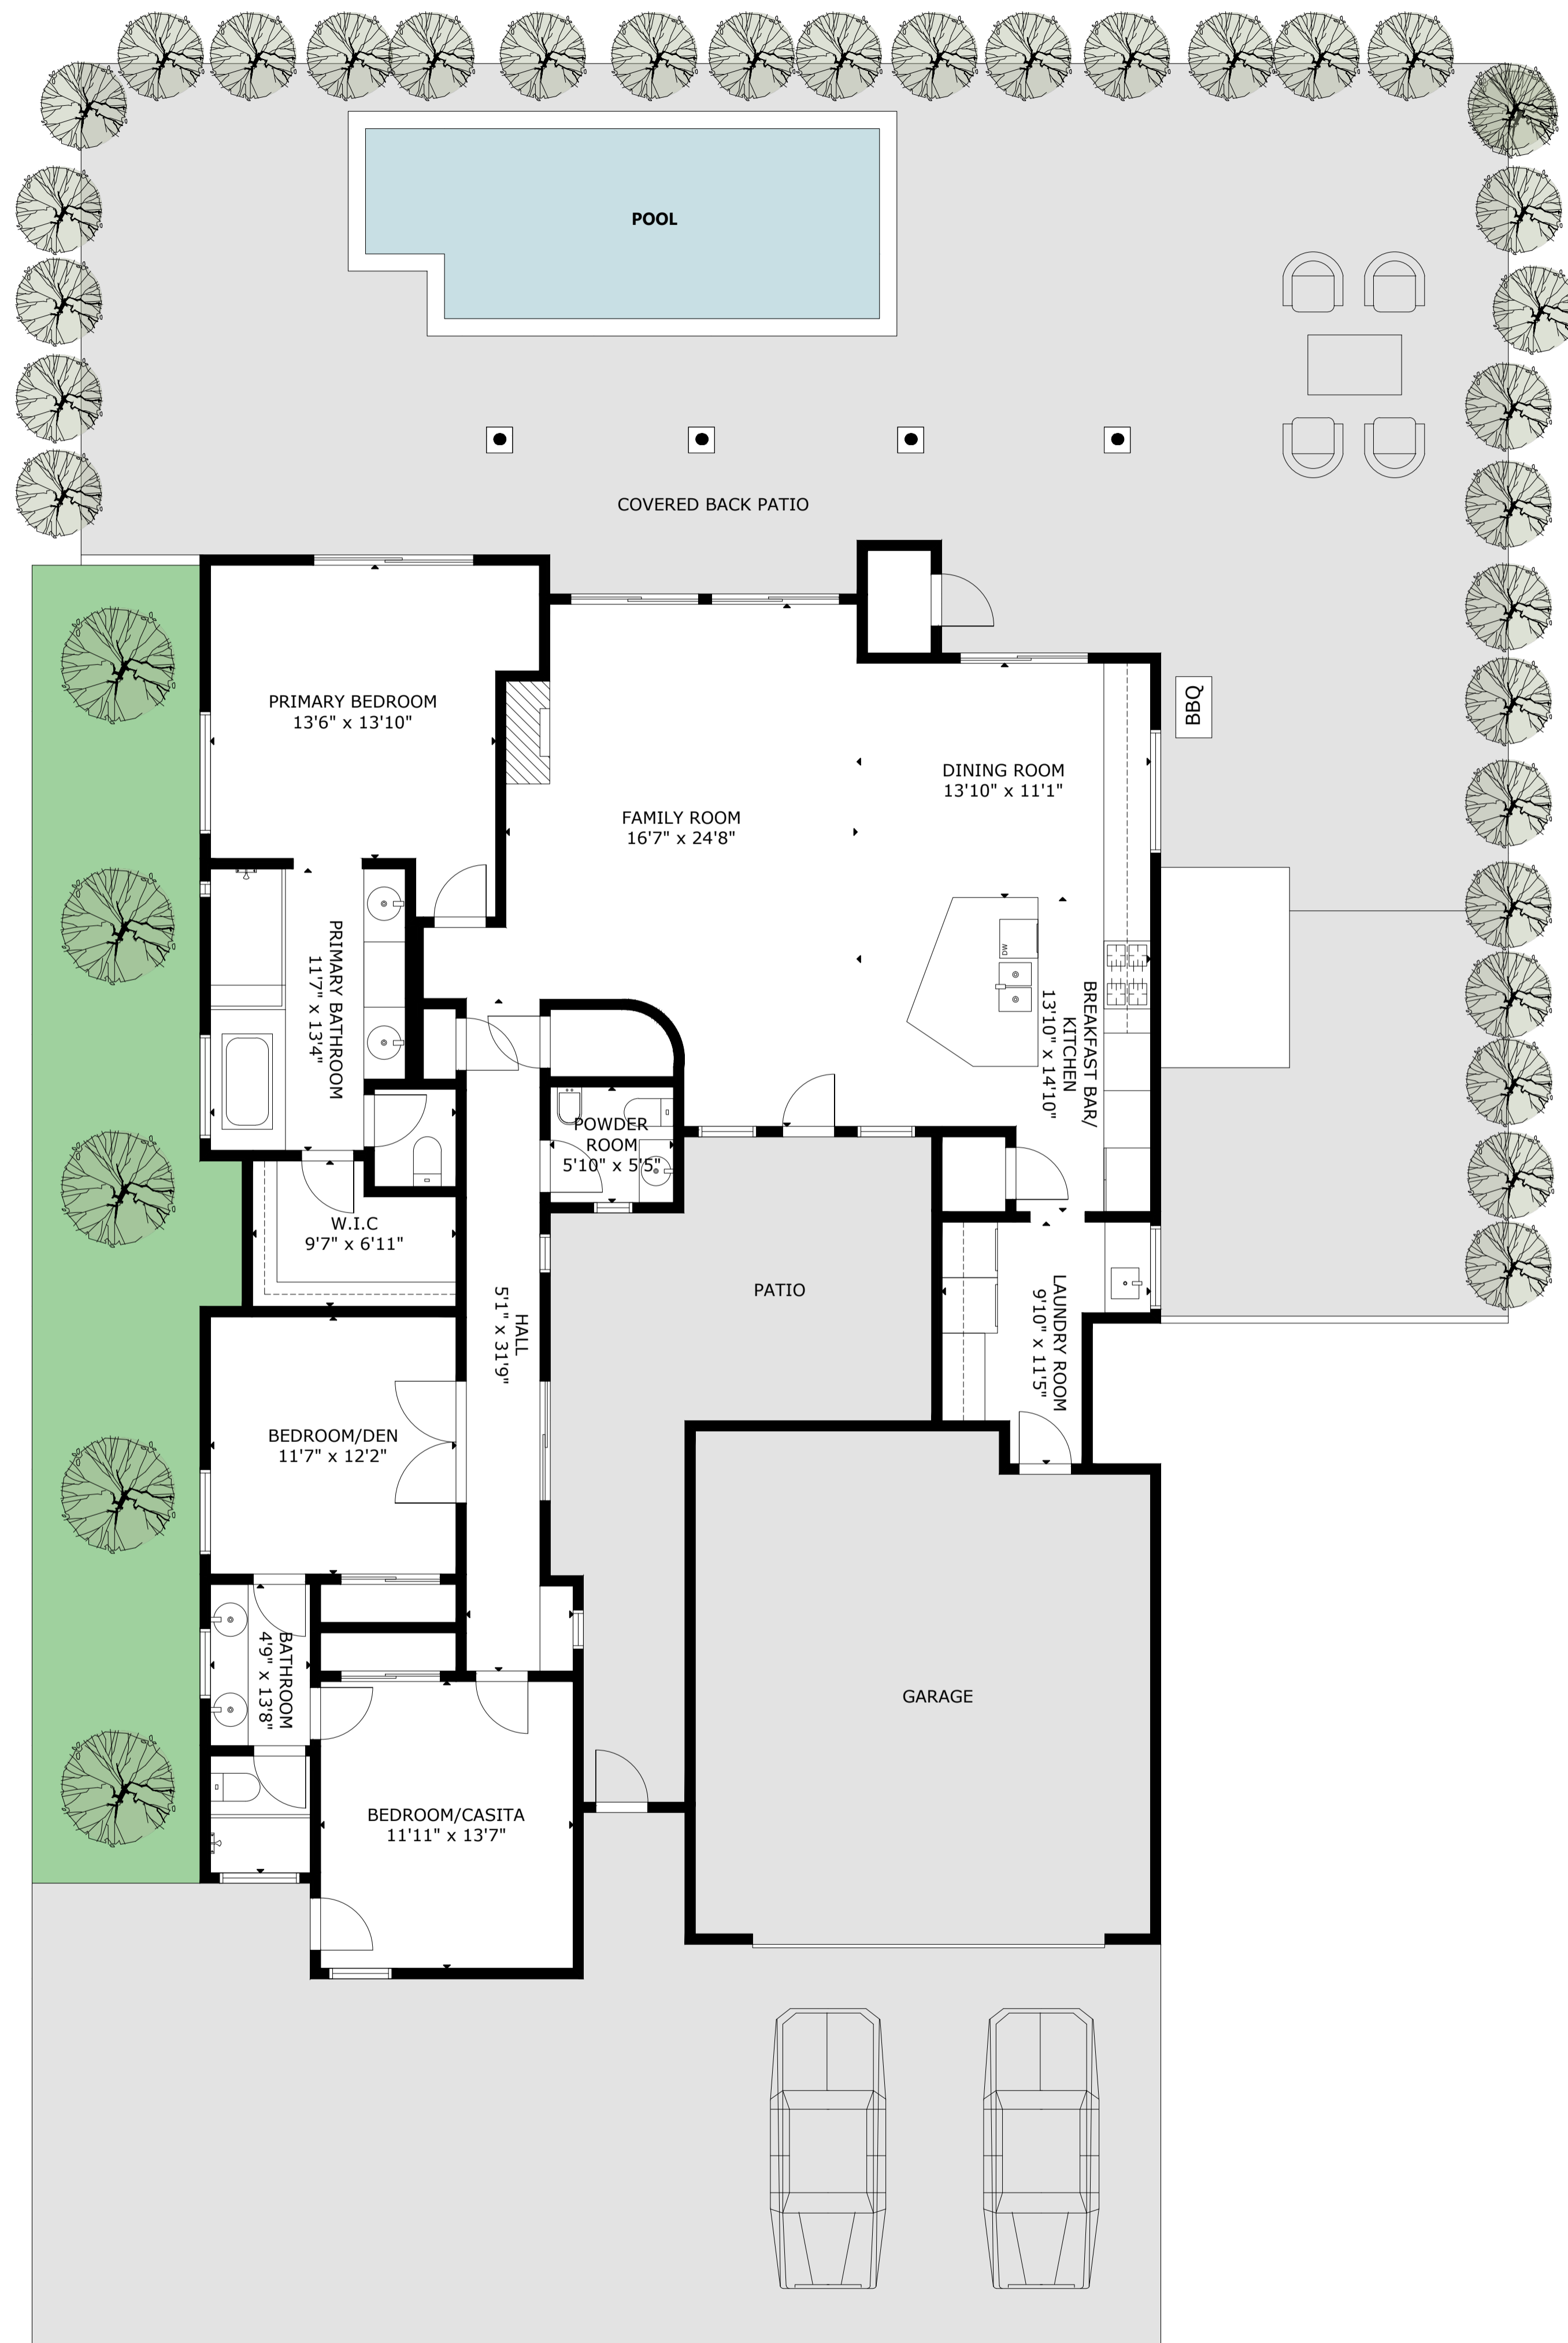 POOL
COVERED BACK PATIO
PRIMARY BEDROOM
13'6" x 13'10"
BBQ
DINING ROOM
13'10" x 11'1"
FAMILY ROOM
16'7" x 24'8"
PRIMARY BATHROOM
11'7" x 13'4"
DW
BREAKFAST BAR/
KITCHEN
13'10" x 14'10"
POWDER
ROOM
5'10" x 5'5"
W.I.C
9'7" x 6'11"
HALL
5'1" x 31'9"
PATIO
LAUNDRY ROOM
9'10" x 11'5"
BEDROOM/DEN
11'7" x 12'2"
BATHROOM
4'9" x 13'8"
GARAGE
BEDROOM/CASITA
11'11" x 13'7"